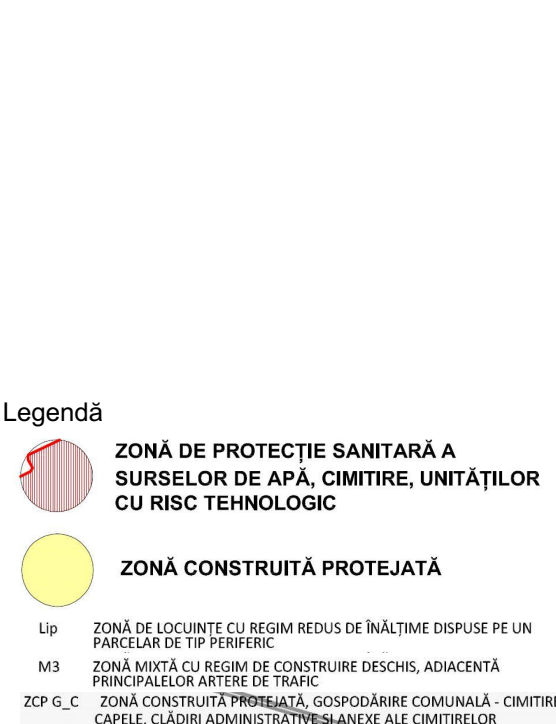 Legendă
ZONĂ DE PROTECȚIE SANITARĂ A
SURSELOR DE APĂ, CIMITIRE, UNITĂȚILOR
CU RISC TEHNOLOGIC
ZONĂ CONSTRUITĂ PROTEJATĂ
Lip ZONĂ DE LOCUINȚE CU REGIM REDUS DE ÎNĂLȚIME DISPUSE PE UN
PARCELAR DE TIP PERIFERIC
M3 ZONĂ MIXTĂ CU REGIM DE CONSTRUIRE DESCHIS, ADIACENTĂ
PRINCIPALELOR ARTERE DE TRAFIC
ZCP G_C ZONĂ CONSTRUITĂ PROTEJATĂ, GOSPODĂRIRE COMUNALĂ - CIMITIRE
CAPELE, CLĂDIRI ADMINISTRATIVE SI ANEXE ALE CIMITIRELOR